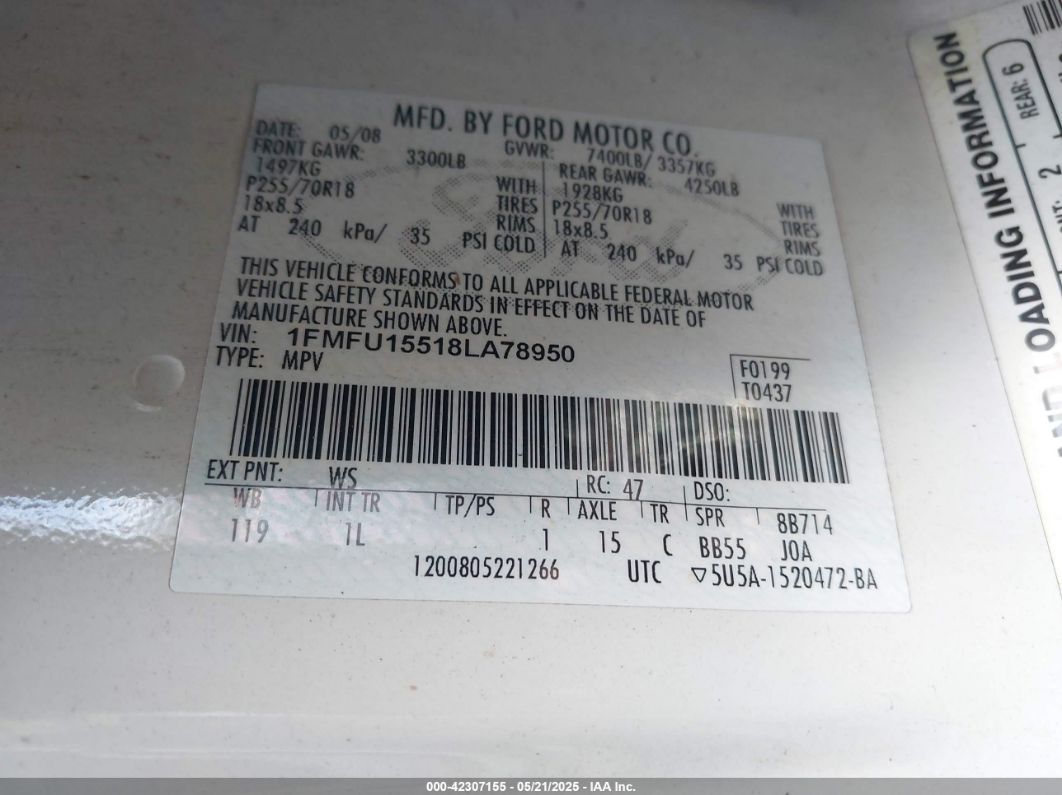 MFD. BY FORD MOTOR CO.
DATE: 05/08 GVWR: 7400LB/ 3357KG
FRONT GAWR: 3300LB REAR GAWR: 4250LB
1497KG 1928KG
P255/70R18 WITH TIRES P255/70R18 WITH TIRES
18x8.5 RIMS 18x8.5 RIMS
AT 240 kPa/ 35 PSI COLD AT 240 kPa/ 35 PSI COLD
THIS VEHICLE CONFORMS TO ALL APPLICABLE FEDERAL MOTOR
VEHICLE SAFETY STANDARDS IN EFFECT ON THE DATE OF
MANUFACTURE SHOWN ABOVE.
VIN: 1FMFU15518LA78950
TYPE: MPV
F0199
T0437
EXT PNT: WS RC: 47 DSO:
WB INT TR TP/PS R AXLE TR SPR 8B714
119 1L 1 15 C BB55 J0A
1200805221266 UTC ▽5U5A-1520472-BA
LOADING INFORMATION
REAR: 6
2
000-42307155 — 05/21/2025 — IAA Inc.